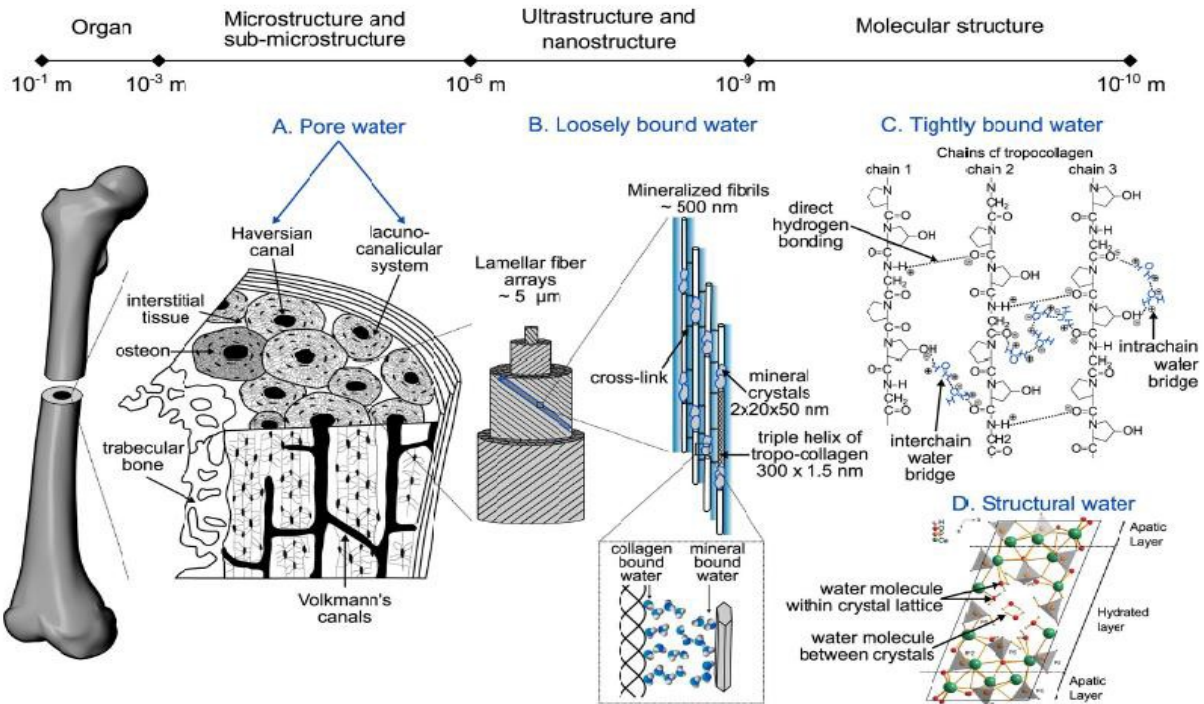 Organ
Microstructure and
sub-microstructure
Ultrastructure and
nanostructure
Molecular structure
10⁻¹ m
10⁻³ m
10⁻⁶ m
10⁻⁹ m
10⁻¹⁰ m
A. Pore water
B. Loosely bound water
C. Tightly bound water
Haversian
canal
lacuno-
canalicular
system
interstitial
tissue
osteon
trabecular
bone
Volkmann's
canals
Lamellar fiber
arrays
~ 5 µm
Mineralized fibrils
~ 500 nm
cross-link
mineral
crystals
2x20x50 nm
triple helix of
tropo-collagen
300 x 1.5 nm
collagen
bound
water
mineral
bound
water
Chains of tropocollagen
chain 1
chain 2
chain 3
direct
hydrogen
bonding
intrachain
water
bridge
interchain
water
bridge
D. Structural water
Apatic
Layer
water molecule
within crystal lattice
Hydrated
layer
water molecule
between crystals
Apatic
Layer